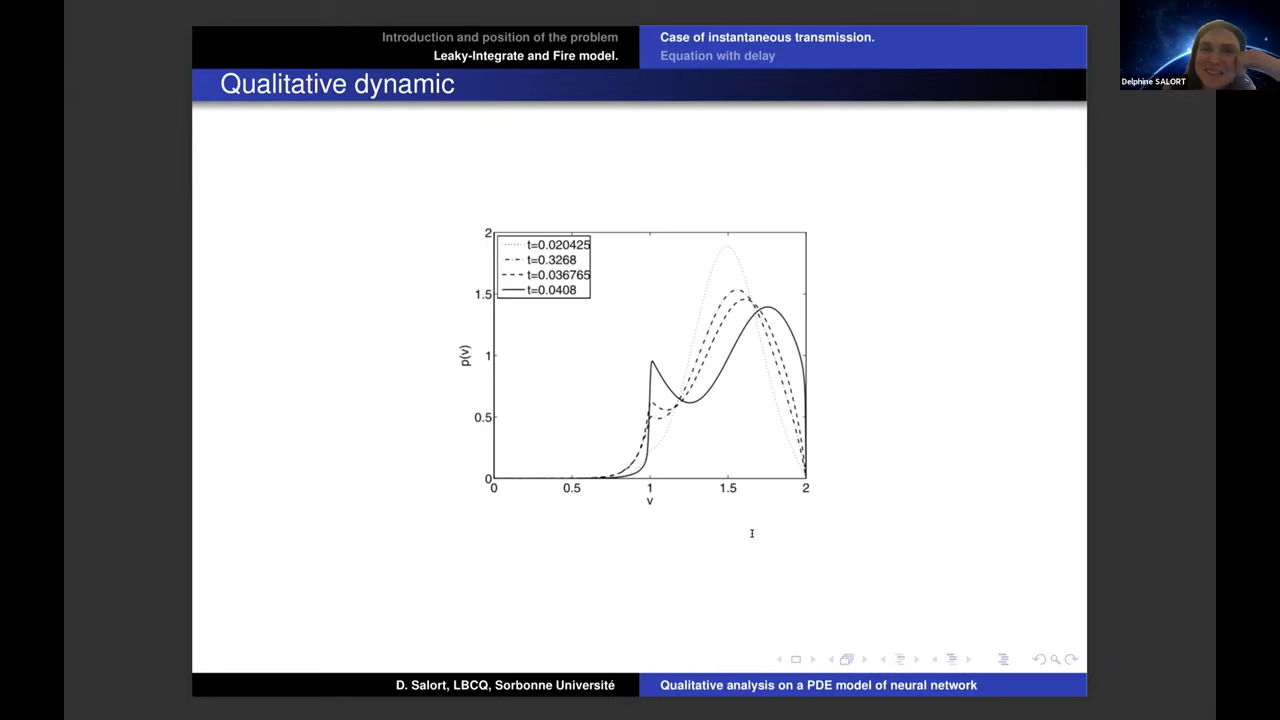 Introduction and position of the problem
Leaky-Integrate and Fire model.
Case of instantaneous transmission.
Equation with delay
Qualitative dynamic
Delphine SALORT
2
1.5
1
0.5
0
p(v)
t=0.020425
t=0.3268
t=0.036765
t=0.0408
0
0.5
1
1.5
2
v
D. Salort, LBCQ, Sorbonne Université
Qualitative analysis on a PDE model of neural network